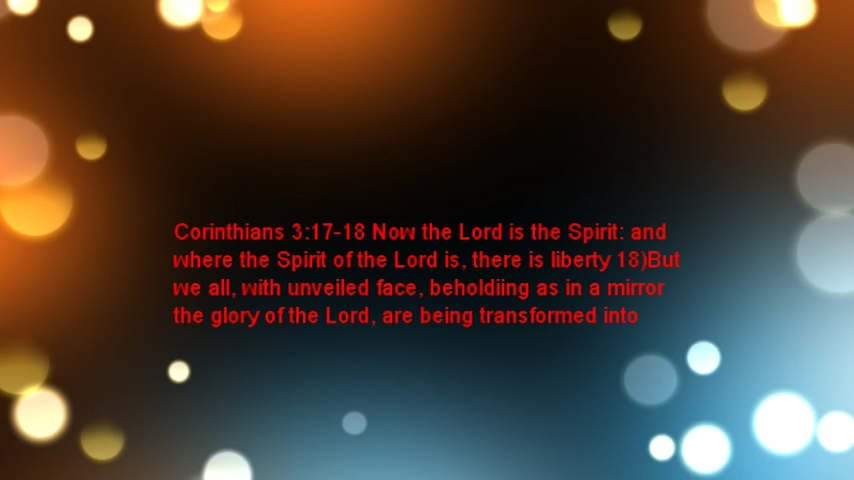 Corinthians 3:17-18 Now the Lord is the Spirit: and
where the Spirit of the Lord is, there is liberty 18)But
we all, with unveiled face, beholdiing as in a mirror
the glory of the Lord, are being transformed into